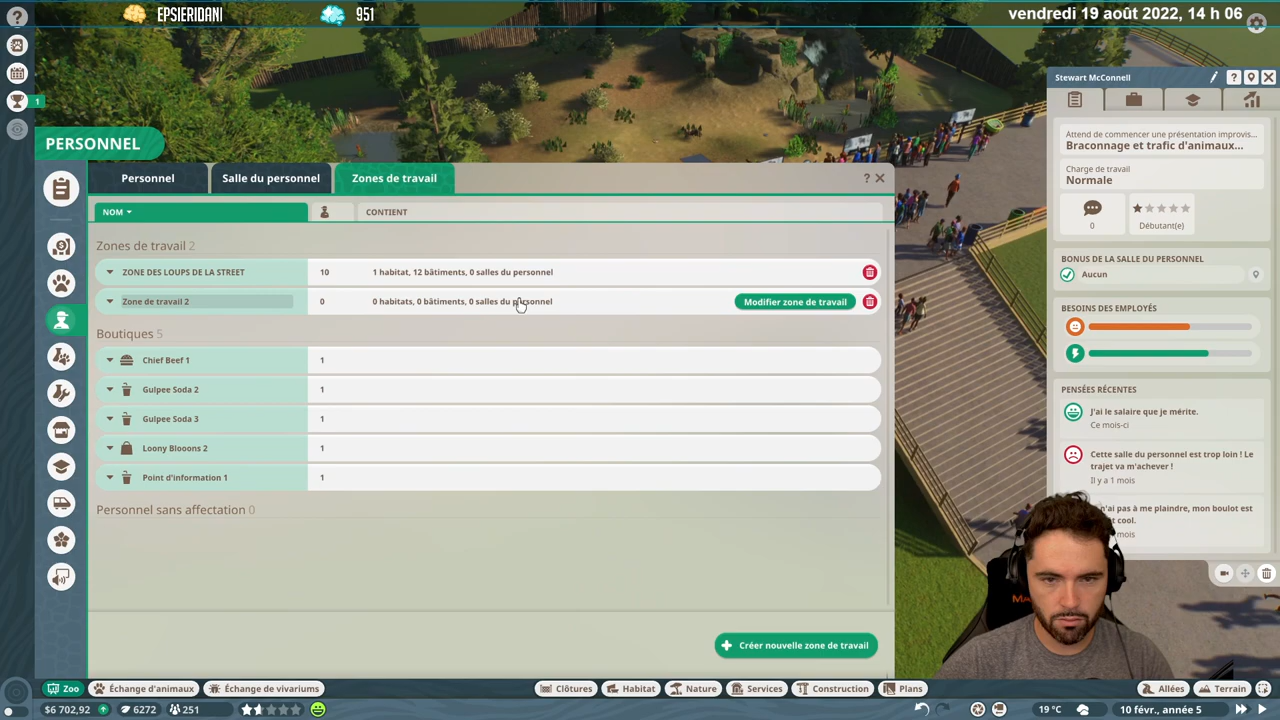 EPSIERIDANI
951
vendredi 19 août 2022, 14 h 06
1
PERSONNEL
Personnel
Salle du personnel
Zones de travail
?
NOM
CONTIENT
Zones de travail 2
ZONE DES LOUPS DE LA STREET
10
1 habitat, 12 bâtiments, 0 salles du personnel
Zone de travail 2
0
0 habitats, 0 bâtiments, 0 salles du personnel
Modifier zone de travail
Boutiques 5
Chief Beef 1
1
Gulpee Soda 2
1
Gulpee Soda 3
1
Loony Blooons 2
1
Point d'information 1
1
Personnel sans affectation 0
Créer nouvelle zone de travail
Stewart McConnell
?
Attend de commencer une présentation improvis...
Braconnage et trafic d'animaux...
Charge de travail
Normale
0
Débutant(e)
BONUS DE LA SALLE DU PERSONNEL
Aucun
BESOINS DES EMPLOYÉS
PENSÉES RÉCENTES
J'ai le salaire que je mérite.
Ce mois-ci
Cette salle du personnel est trop loin ! Le
trajet va m'achever !
Il y a 1 mois
n'ai pas à me plaindre, mon boulot est
cool.
mois
Zoo
Échange d'animaux
Échange de vivariums
Clôtures
Habitat
Nature
Services
Construction
Plans
Allées
Terrain
$6 702,92
6272
251
19 °C
10 févr., année 5